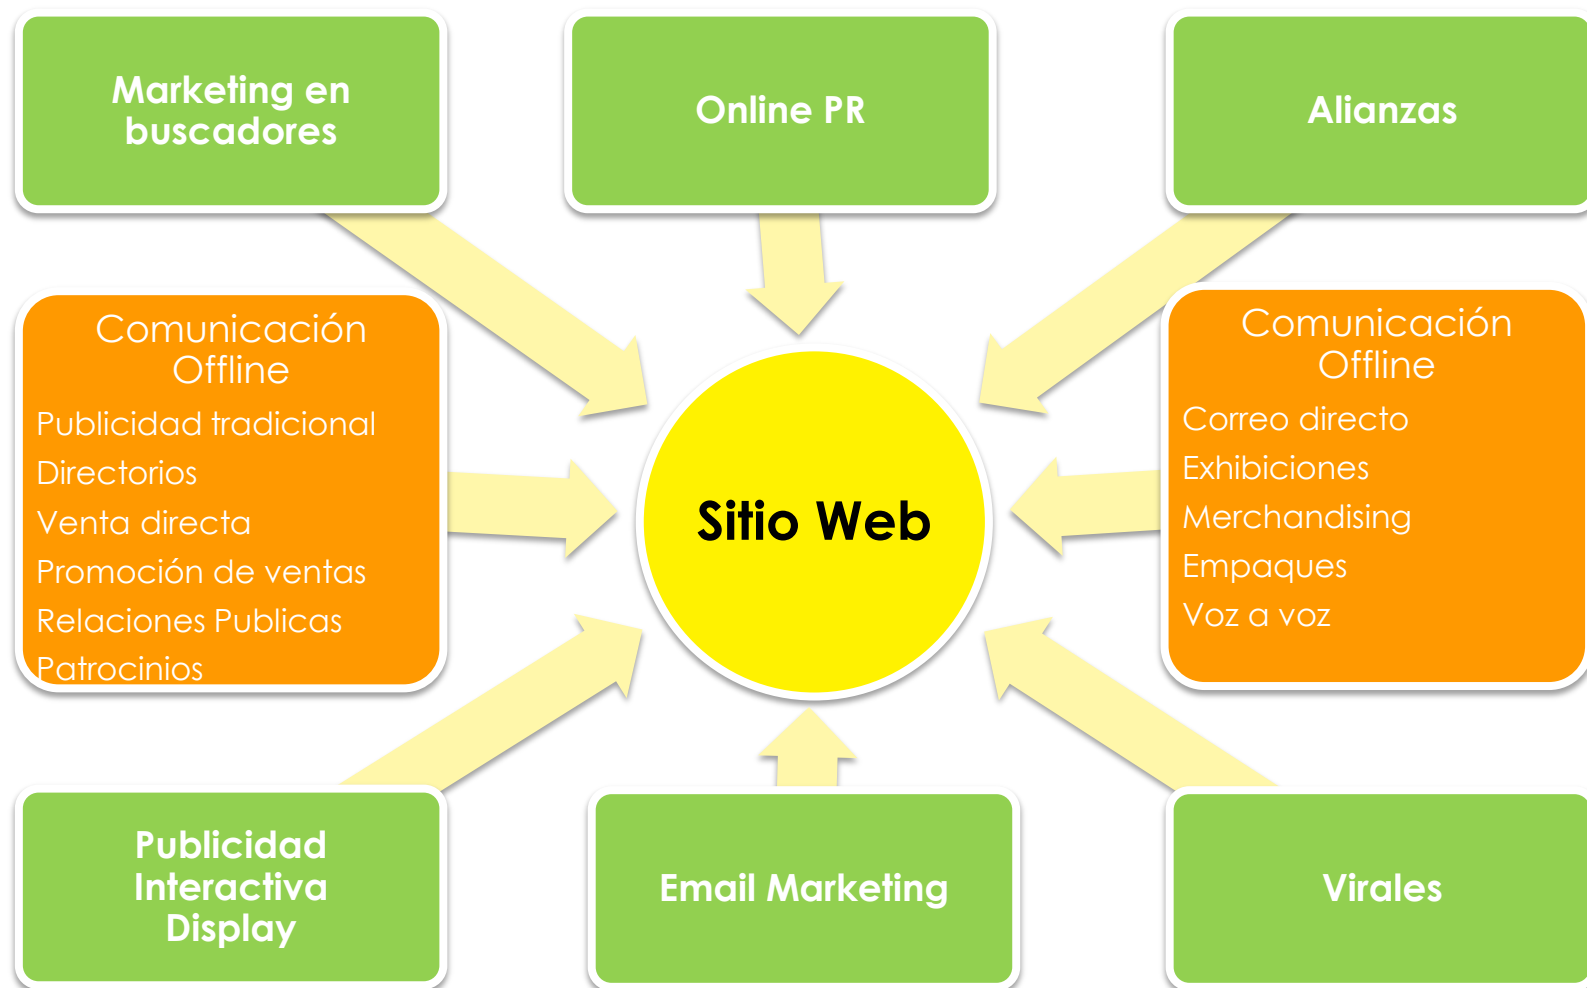 Marketing en
buscadores
Online PR
Alianzas
Comunicación
Offline
Publicidad tradicional
Directorios
Venta directa
Promoción de ventas
Relaciones Publicas
Patrocinios
Sitio Web
Comunicación
Offline
Correo directo
Exhibiciones
Merchandising
Empaques
Voz a voz
Publicidad
Interactiva
Display
Email Marketing
Virales